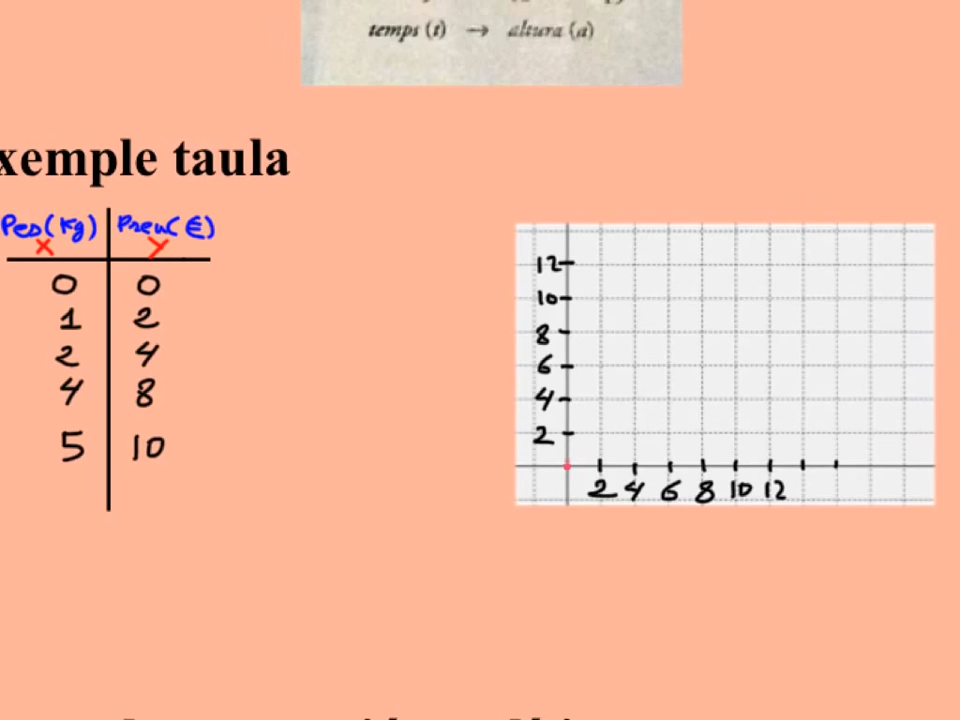 temps (t) → altura (a)
xemple taula
Pes(Kg) Preu(€)
x y
0 0
1 2
2 4
4 8
5 10
12
10
8
6
4
2
2 4 6 8 10 12